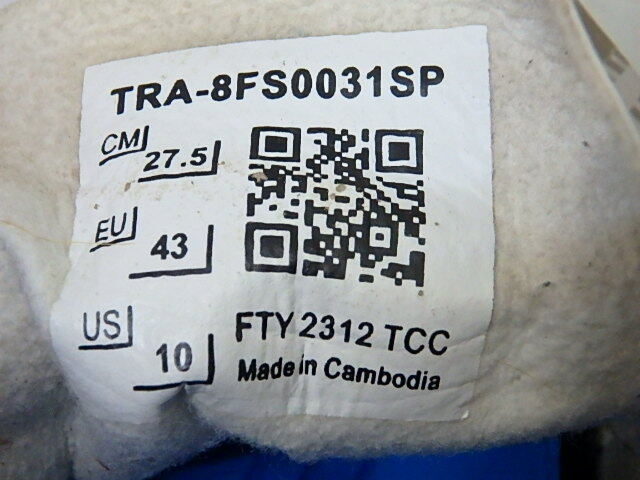 TRA-8FS0031SP
CM 27.5
EU 43
US 10
FTY 2312 TCC
Made in Cambodia